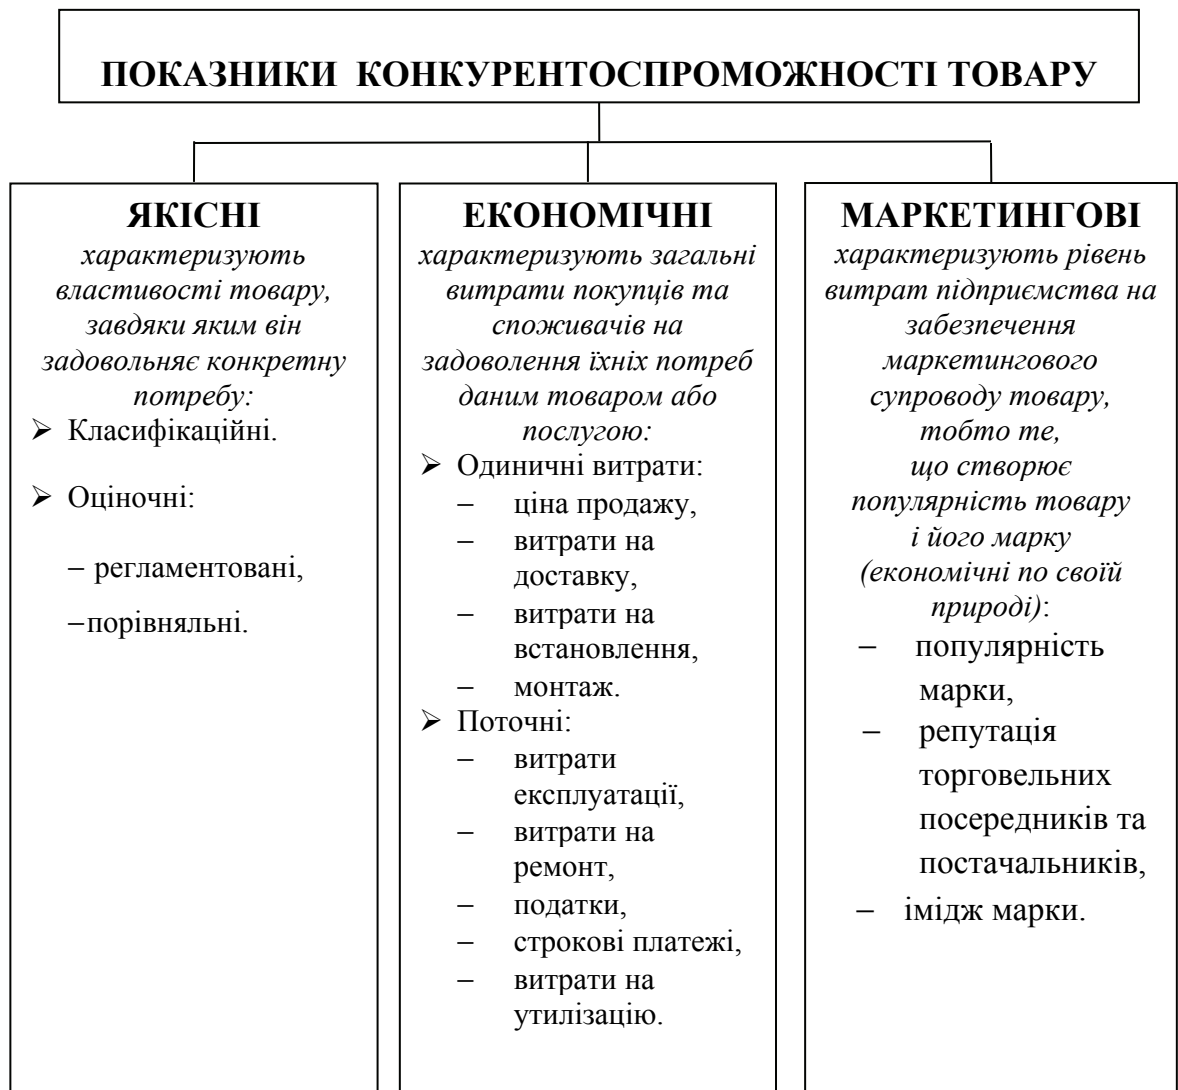 ПОКАЗНИКИ КОНКУРЕНТОСПРОМОЖНОСТІ ТОВАРУ
ЯКІСНІ
характеризують
властивості товару,
завдяки яким він
задовольняє конкретну
потребу:
➢ Класифікаційні.
➢ Оціночні:
− регламентовані,
−порівняльні.
ЕКОНОМІЧНІ
характеризують загальні
витрати покупців та
споживачів на
задоволення їхніх потреб
даним товаром або
послугою:
➢ Одиничні витрати:
− ціна продажу,
− витрати на
доставку,
− витрати на
встановлення,
− монтаж.
➢ Поточні:
− витрати
експлуатації,
− витрати на
ремонт,
− податки,
− строкові платежі,
− витрати на
утилізацію.
МАРКЕТИНГОВІ
характеризують рівень
витрат підприємства на
забезпечення
маркетингового
супроводу товару,
тобто те,
що створює
популярність товару
і його марку
(економічні по своїй
природі):
− популярність
марки,
− репутація
торговельних
посередників та
постачальників,
− імідж марки.